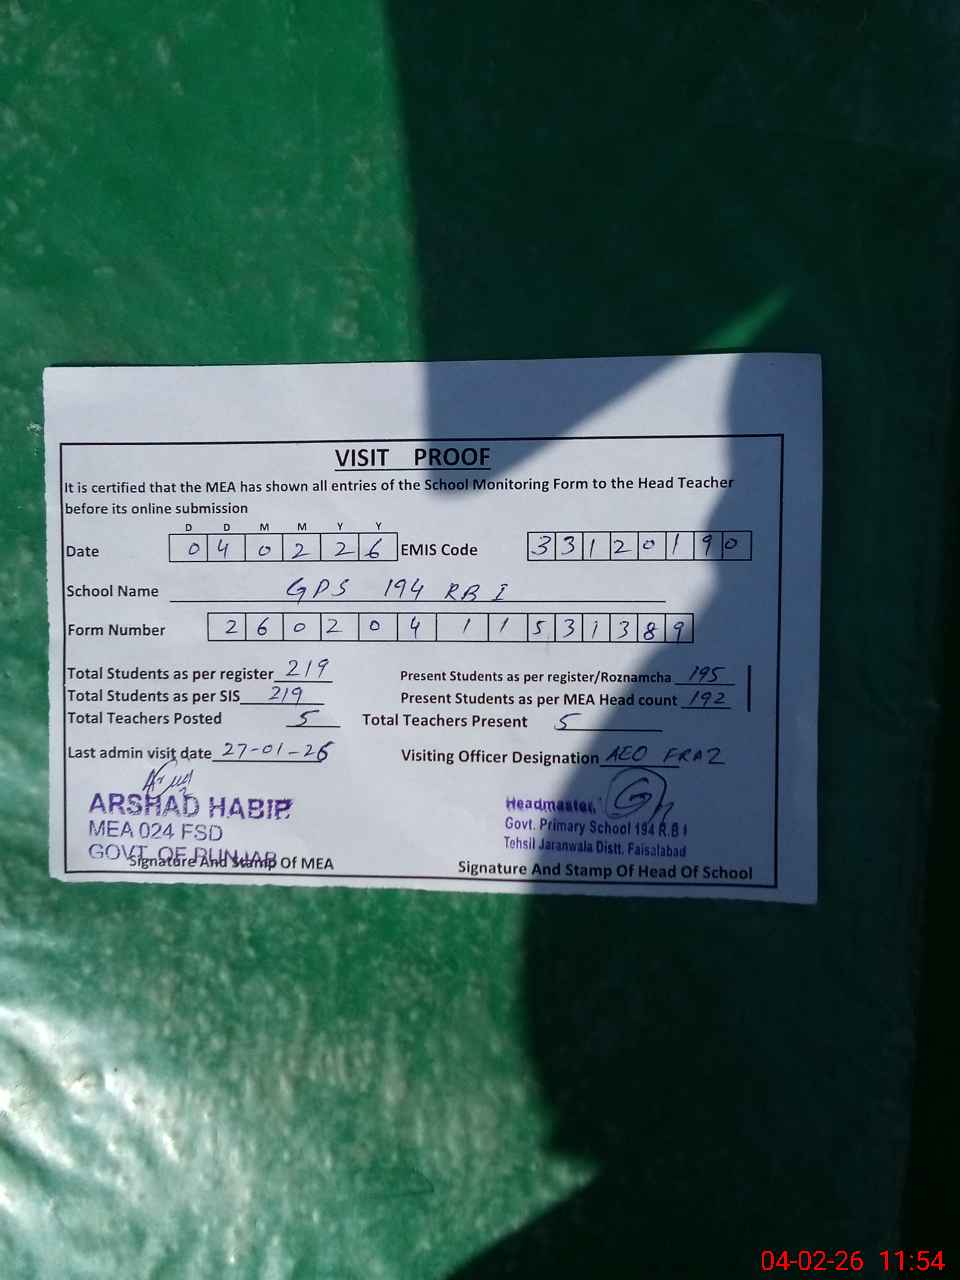 VISIT PROOF
It is certified that the MEA has shown all entries of the School Monitoring Form to the Head Teacher
before its online submission
D D M M Y Y
Date 0 4 0 2 2 6 EMIS Code 3 3 1 2 0 1 9 0
School Name GPS 194 RB I
Form Number 2 6 0 2 0 4 1 1 5 3 1 3 8 9
Total Students as per register 219 Present Students as per register/Roznamcha 195
Total Students as per SIS 219 Present Students as per MEA Head count 192
Total Teachers Posted 5 Total Teachers Present 5
Last admin visit date 27-01-26 Visiting Officer Designation AEO FRAZ
ARSHAD HABIB
MEA 024 FSD
GOVT OF PUNJAB
Signature And Stamp Of MEA
Headmaster
Govt. Primary School 194 R.B I
Tehsil Jaranwala Distt. Faisalabad
Signature And Stamp Of Head Of School
04-02-26 11:54